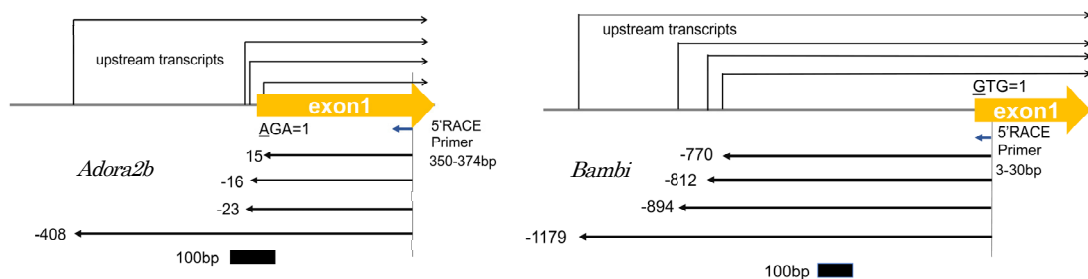 upstream transcripts
exon1
AGA=1
5'RACE
Primer
350-374bp
15
Adora2b
-16
-23
-408
100bp
upstream transcripts
GTG=1
exon1
5'RACE
Primer
3-30bp
-770
Bambi
-812
-894
-1179
100bp